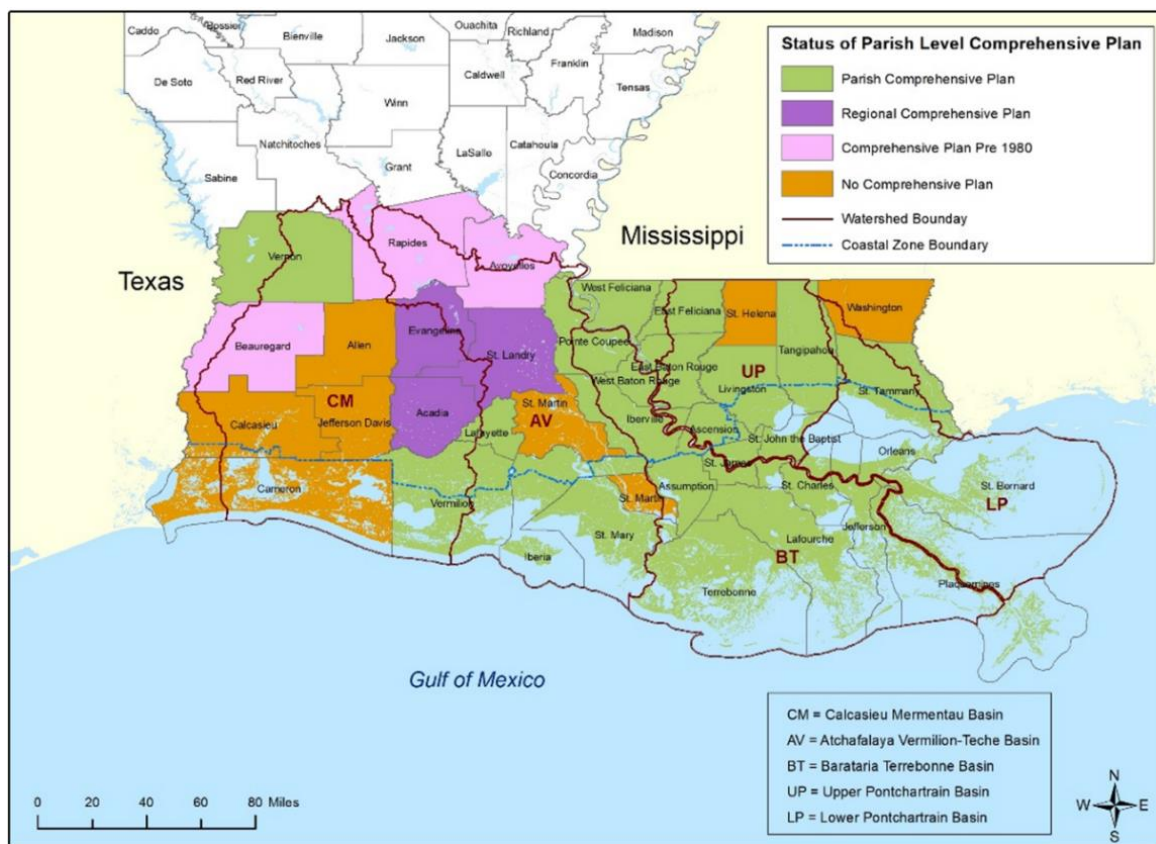 Caddo
Bossier
Bienville
Jackson
Ouachita
Richland
Madison
De Soto
Red River
Winn
Caldwell
Franklin
Tensas
Natchitoches
Grant
LaSallo
Catahoula
Concordia
Sabine
Status of Parish Level Comprehensive Plan
Parish Comprehensive Plan
Regional Comprehensive Plan
Comprehensive Plan Pre 1980
No Comprehensive Plan
Watershed Bounday
Coastal Zone Boundary
Texas
Mississippi
Vernon
Rapides
Avoyelles
Beauregard
Allen
Evangeline
St. Landry
Pointe Coupee
West Feliciana
East Feliciana
St. Helena
Washington
Tangipahou
East Baton Rouge
West Baton Rouge
UP
Livingston
St. Tammany
Calcasieu
CM
Jefferson Davis
Acadia
Lafayette
St. Martin
AV
Iberville
Ascension
St. John the Baptist
Orleans
Cameron
Vermilion
Iberia
St. Mary
St. Martin
Assumption
St. James
St. Charles
St. Bernard
LP
Jefferson
Lafourche
BT
Terrebonne
Plaquemines
Gulf of Mexico
CM = Calcasieu Mermentau Basin
AV = Atchafalaya Vermilion-Teche Basin
BT = Barataria Terrebonne Basin
UP = Upper Pontchartrain Basin
LP = Lower Pontchartrain Basin
0 20 40 60 80 Miles
N
W E
S